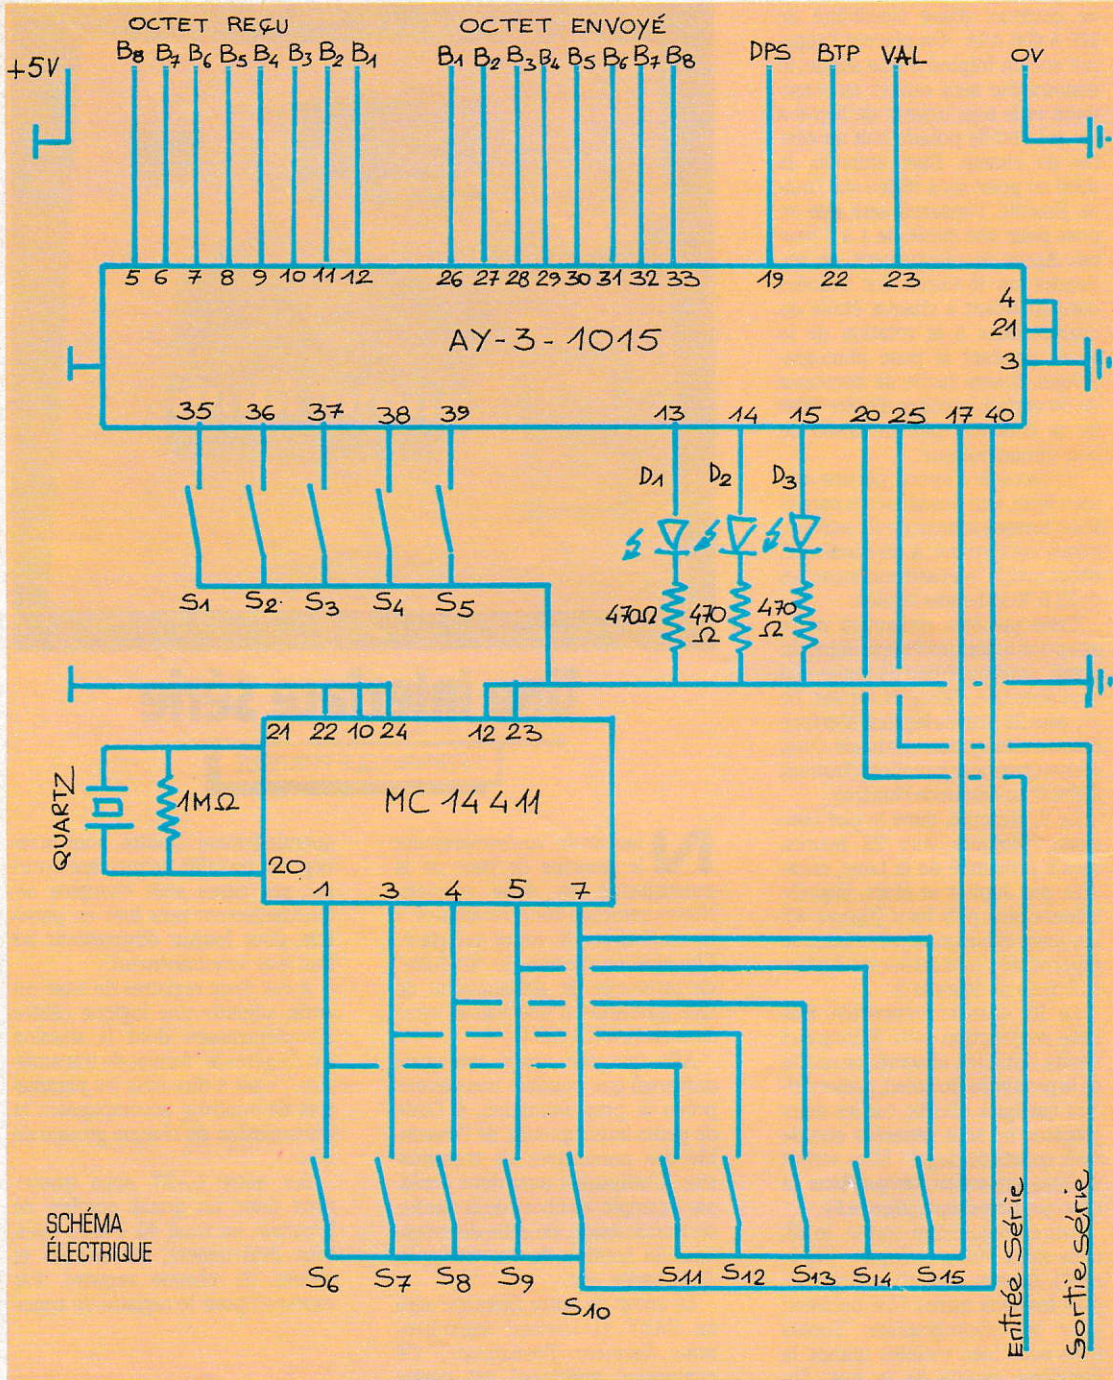 OCTET REÇU OCTET ENVOYÉ
+5V B8 B7 B6 B5 B4 B3 B2 B1 B1 B2 B3 B4 B5 B6 B7 B8 DPS BTP VAL 0V
5 6 7 8 9 10 11 12 26 27 28 29 30 31 32 33 19 22 23
4
21
3
AY-3-1015
35 36 37 38 39 13 14 15 20 25 17 40
D1 D2 D3
S1 S2 S3 S4 S5
470Ω 470 Ω 470 Ω
21 22 10 24 12 23
QUARTZ
1MΩ
MC 14411
20
1 3 4 5 7
SCHÉMA
ÉLECTRIQUE
S6 S7 S8 S9 S10 S11 S12 S13 S14 S15
Entrée Série
Sortie série